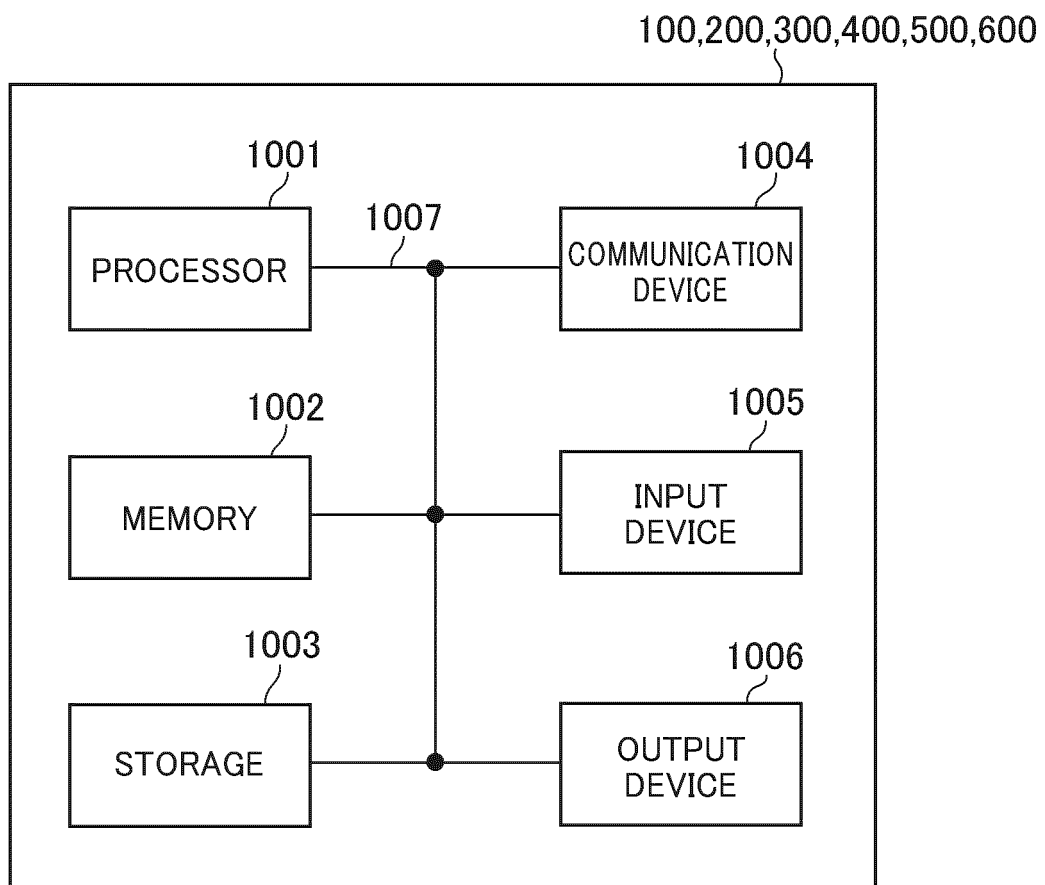 100,200,300,400,500,600
1001
PROCESSOR
1007
1004
COMMUNICATION
DEVICE
1002
MEMORY
1005
INPUT
DEVICE
1003
STORAGE
1006
OUTPUT
DEVICE